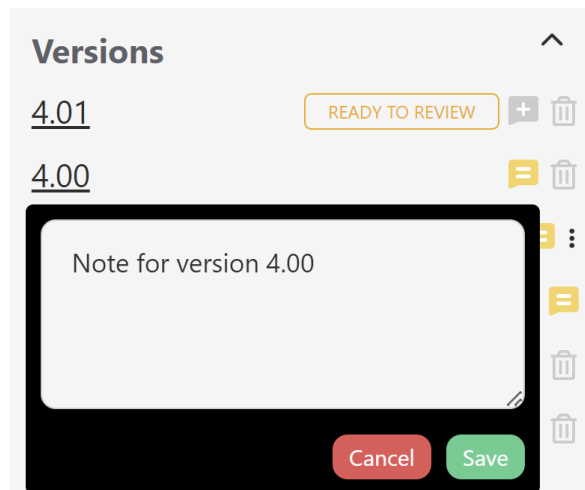 Versions
4.01 READY TO REVIEW
4.00
Note for version 4.00
Cancel Save